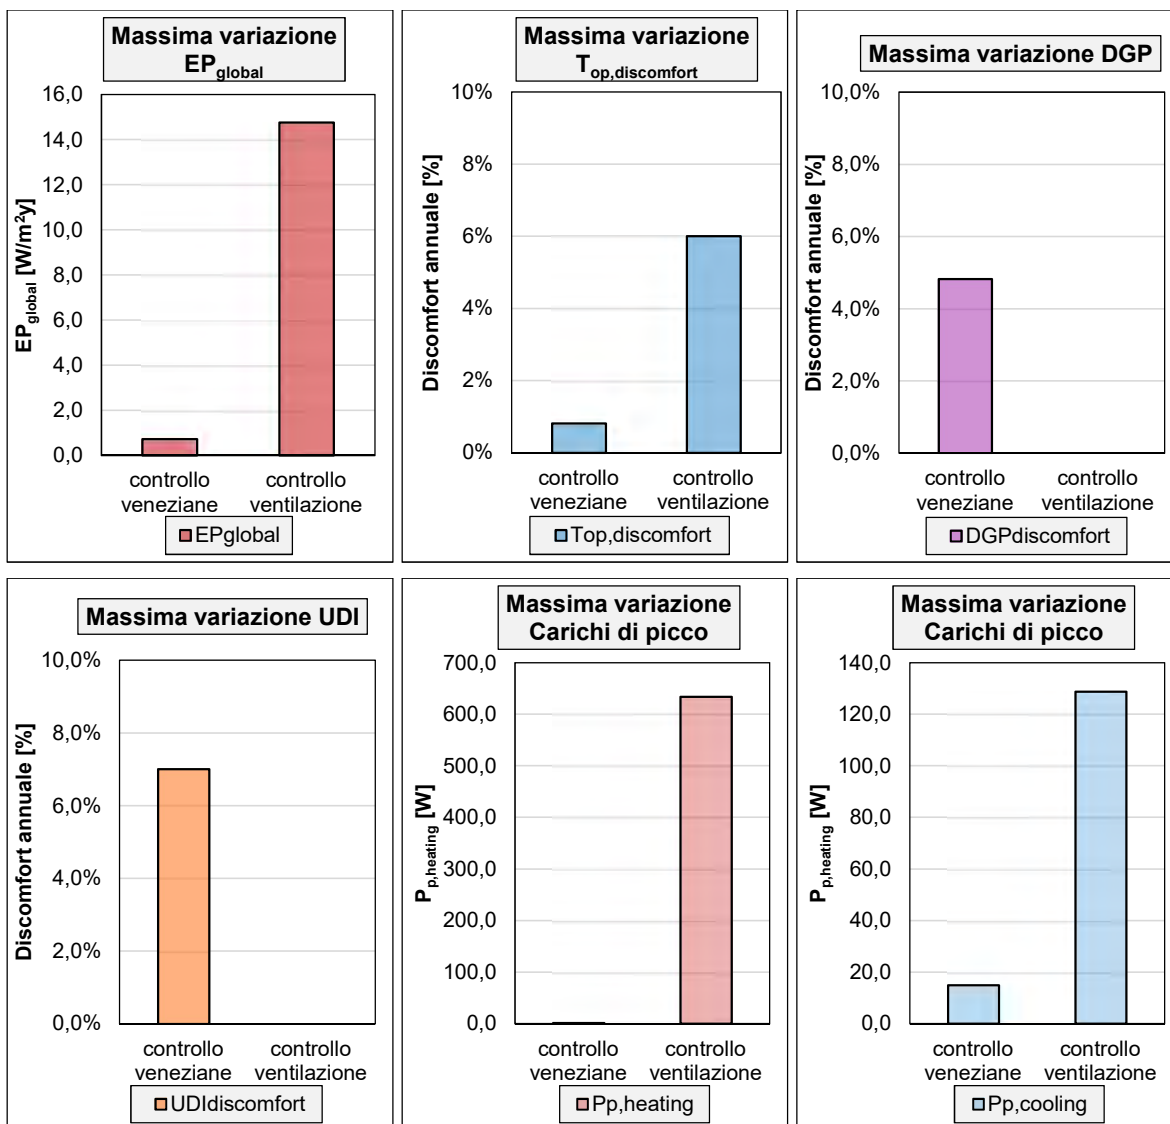 Massima variazione
EPglobal
EPglobal [W/m²y]
16,0
14,0
12,0
10,0
8,0
6,0
4,0
2,0
0,0
controllo
veneziane
controllo
ventilazione
EPglobal
Massima variazione
Top,discomfort
Discomfort annuale [%]
10%
8%
6%
4%
2%
0%
controllo
veneziane
controllo
ventilazione
Top,discomfort
Massima variazione DGP
Discomfort annuale [%]
10,0%
8,0%
6,0%
4,0%
2,0%
0,0%
controllo
veneziane
controllo
ventilazione
DGPdiscomfort
Massima variazione UDI
Discomfort annuale [%]
10,0%
8,0%
6,0%
4,0%
2,0%
0,0%
controllo
veneziane
controllo
ventilazione
UDIdiscomfort
Massima variazione
Carichi di picco
Pp,heating [W]
700,0
600,0
500,0
400,0
300,0
200,0
100,0
0,0
controllo
veneziane
controllo
ventilazione
Pp,heating
Massima variazione
Carichi di picco
Pp,heating [W]
140,0
120,0
100,0
80,0
60,0
40,0
20,0
0,0
controllo
veneziane
controllo
ventilazione
Pp,cooling